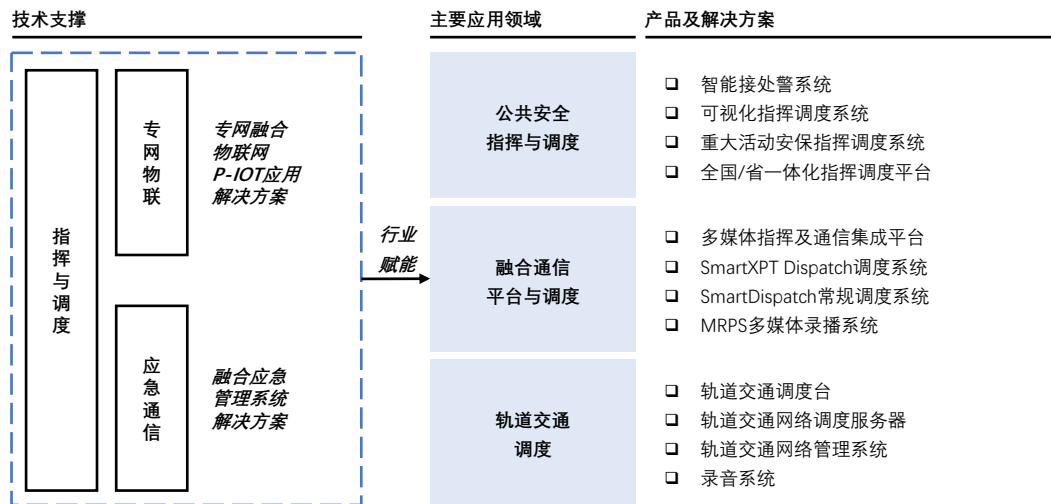 技术支撑
主要应用领域
产品及解决方案
指挥与调度
专网物联
专网融合
物联网
P-IOT应用
解决方案
应急通信
融合应急
管理系统
解决方案
行业
赋能
公共安全
指挥与调度
智能接处警系统
可视化指挥调度系统
重大活动安保指挥调度系统
全国/省一体化指挥调度平台
融合通信
平台与调度
多媒体指挥及通信集成平台
SmartXPT Dispatch调度系统
SmartDispatch常规调度系统
MRPS多媒体录播系统
轨道交通
调度
轨道交通调度台
轨道交通网络调度服务器
轨道交通网络管理系统
录音系统